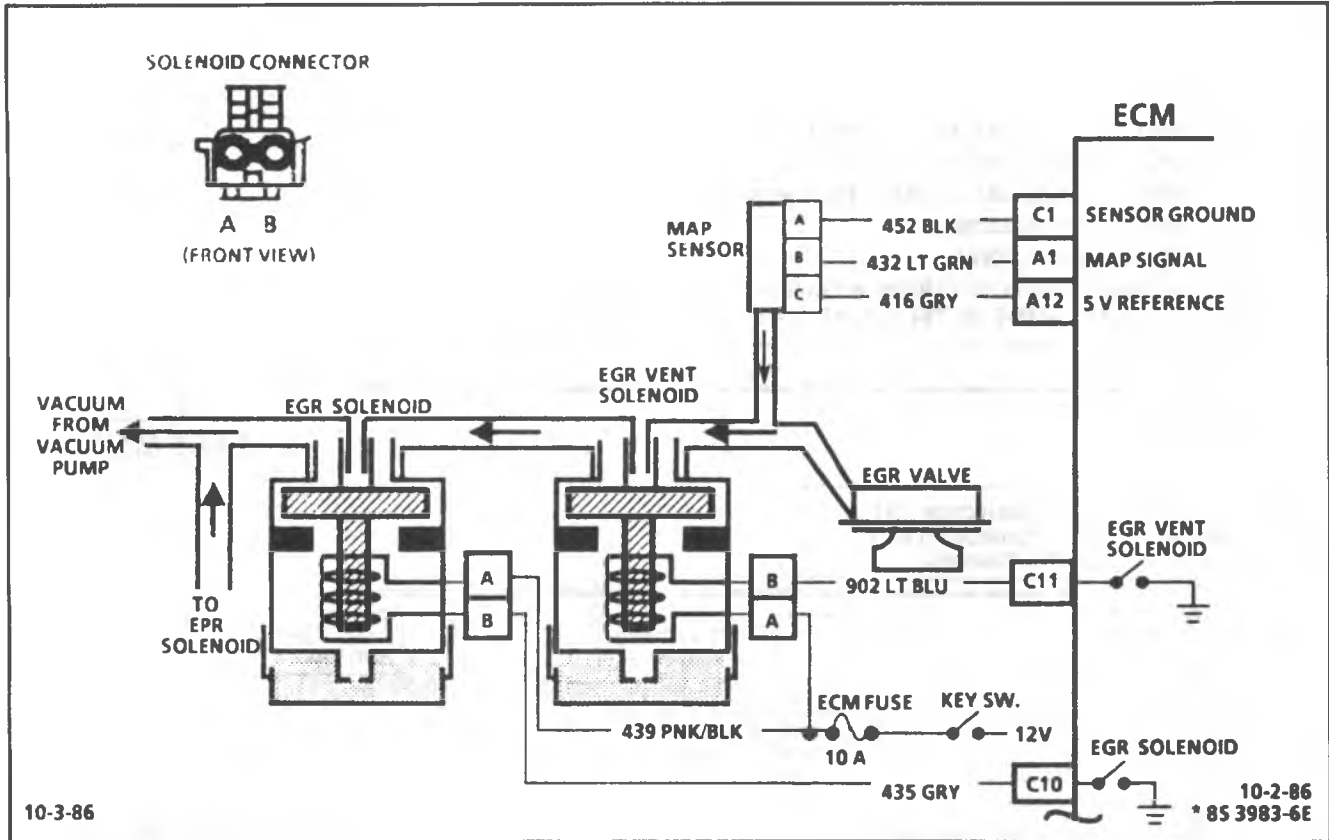 SOLENOID CONNECTOR
A B
(FRONT VIEW)
ECM
MAP
SENSOR
A
452 BLK
C1
SENSOR GROUND
B
432 LT GRN
A1
MAP SIGNAL
C
416 GRY
A12
5 V REFERENCE
VACUUM
FROM
VACUUM
PUMP
EGR SOLENOID
EGR VENT
SOLENOID
EGR VALVE
TO
EPR
SOLENOID
A
B
B
A
902 LT BLU
C11
EGR VENT
SOLENOID
439 PNK/BLK
ECM FUSE
10 A
KEY SW.
12V
435 GRY
C10
EGR SOLENOID
10-3-86
10-2-86
* 8S 3983-6E